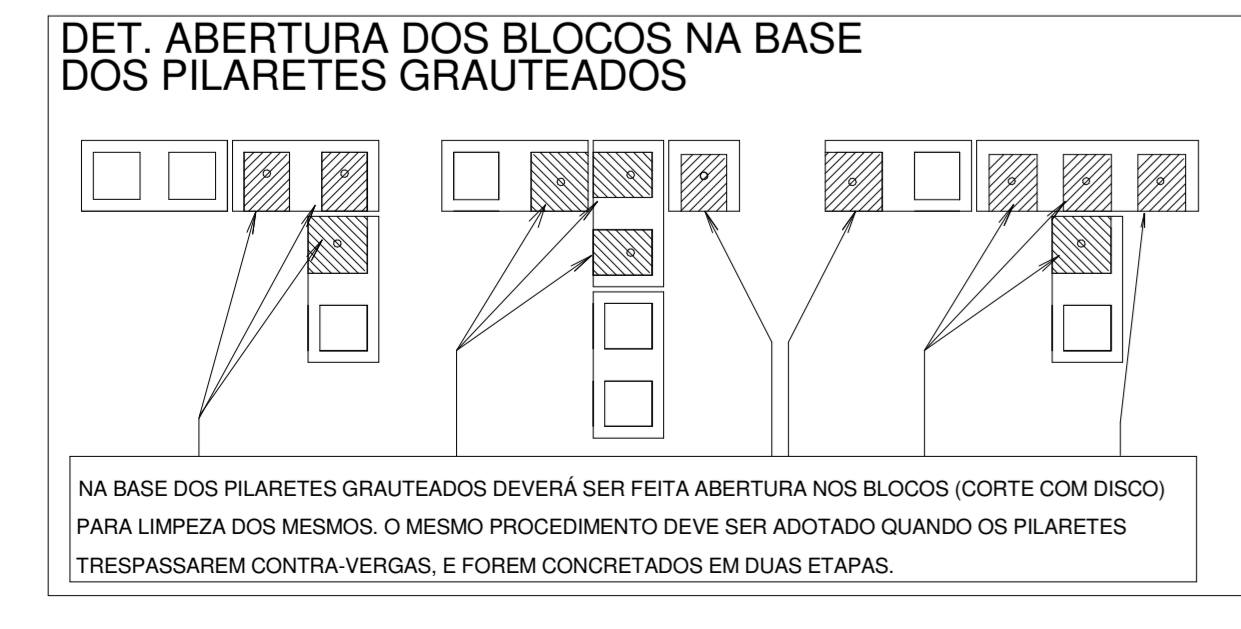 DET. ABERTURA DOS BLOCOS NA BASE
DOS PILARETES GRAUTEADOS
NA BASE DOS PILARETES GRAUTEADOS DEVERÁ SER FEITA ABERTURA NOS BLOCOS (CORTE COM DISCO)
PARA LIMPEZA DOS MESMOS. O MESMO PROCEDIMENTO DEVE SER ADOTADO QUANDO OS PILARETES
TRESPASSAREM CONTRA-VERGAS, E FOREM CONCRETADOS EM DUAS ETAPAS.